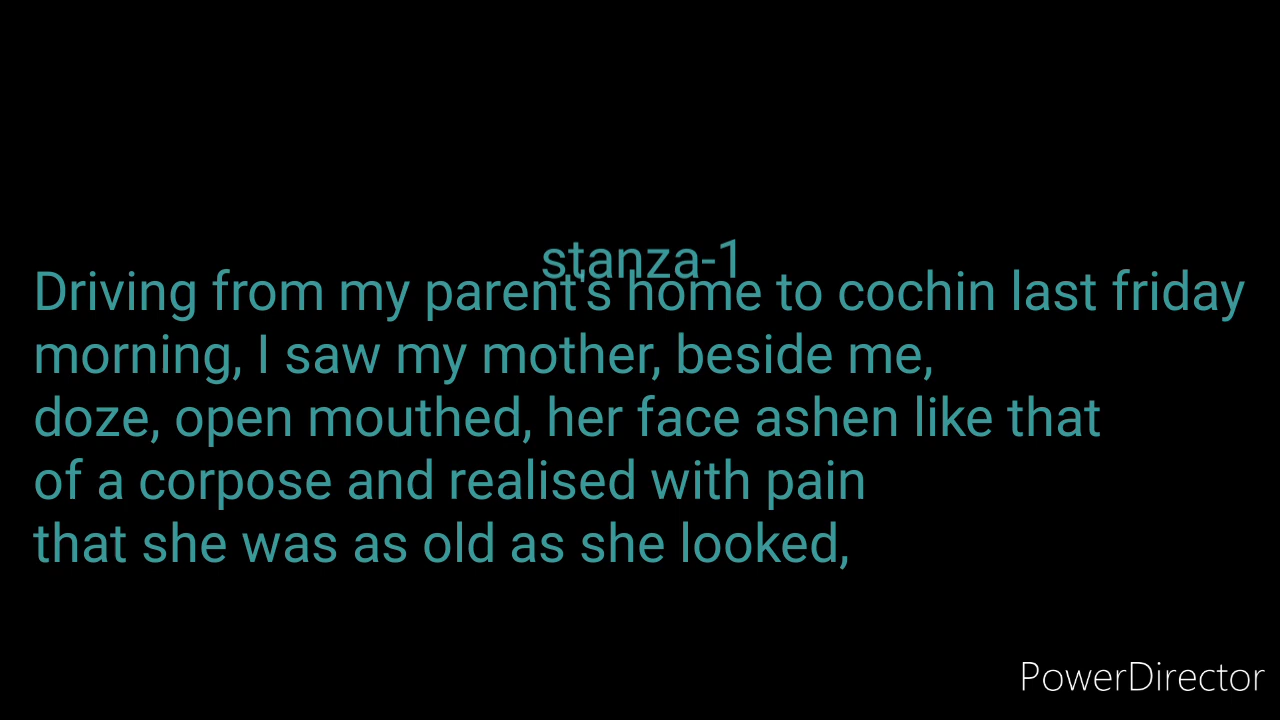 stanza-1
Driving from my parent's home to cochin last friday
morning, I saw my mother, beside me,
doze, open mouthed, her face ashen like that
of a corpose and realised with pain
that she was as old as she looked,
PowerDirector